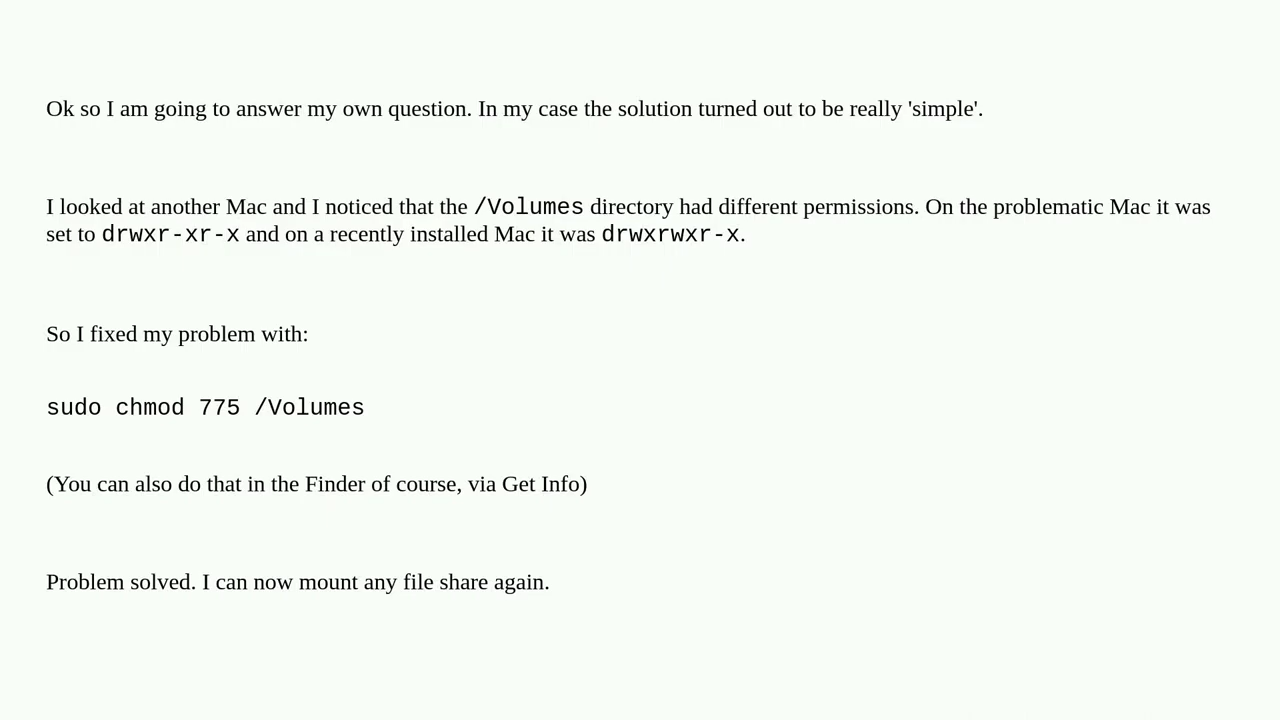 Ok so I am going to answer my own question. In my case the solution turned out to be really 'simple'.
I looked at another Mac and I noticed that the /Volumes directory had different permissions. On the problematic Mac it was
set to drwxr-xr-x and on a recently installed Mac it was drwxrwxr-x.
So I fixed my problem with:
sudo chmod 775 /Volumes
(You can also do that in the Finder of course, via Get Info)
Problem solved. I can now mount any file share again.